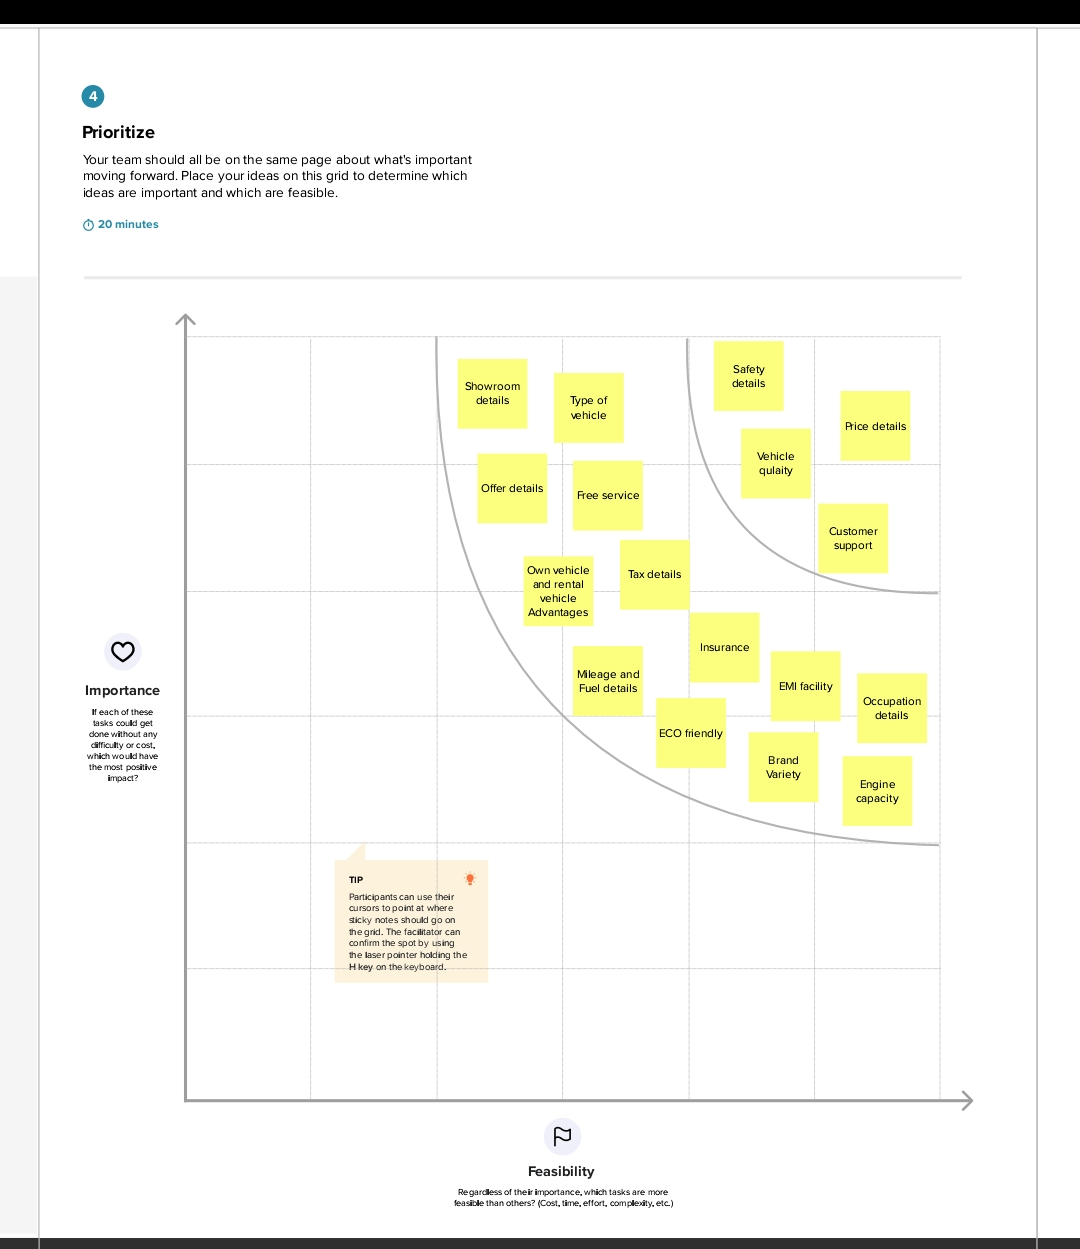 4
Prioritize
Your team should all be on the same page about what's important
moving forward. Place your ideas on this grid to determine which
ideas are important and which are feasible.
20 minutes
Showroom
details
Type of
vehicle
Safety
details
Price details
Vehicle
qulaity
Offer details
Free service
Customer
support
Own vehicle
and rental
vehicle
Advantages
Tax details
Insurance
Mileage and
Fuel details
EMI facility
Occupation
details
ECO friendly
Brand
Variety
Engine
capacity
Importance
If each of these
tasks could get
done without any
difficulty or cost,
which would have
the most positive
impact?
TIP
Participants can use their
cursors to point at where
sticky notes should go on
the grid. The facilitator can
confirm the spot by using
the laser pointer holding the
H key on the keyboard.
Feasibility
Regardless of their importance, which tasks are more
feasible than others? (Cost, time, effort, complexity, etc.)